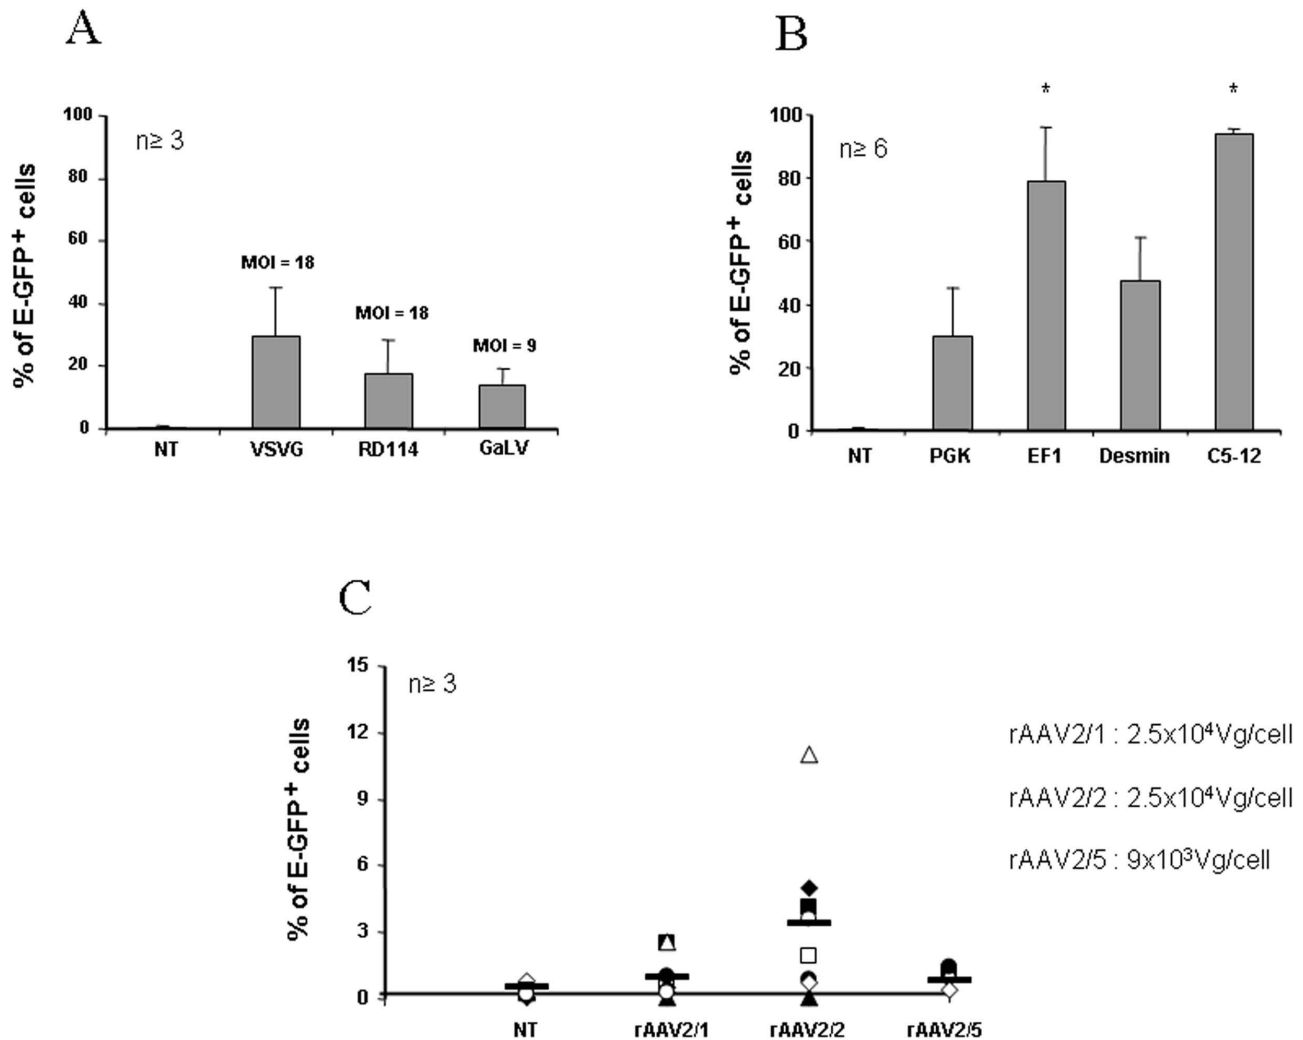 A
% of E-GFP⁺ cells
100
80
60
40
20
0
n≥ 3
MOI = 18
MOI = 18
MOI = 9
NT VSVG RD114 GaLV
B
% of E-GFP⁺ cells
100
80
60
40
20
0
n≥ 6
* *
NT PGK EF1 Desmin C5-12
C
% of E-GFP⁺ cells
15
12
9
6
3
0
n≥ 3
NT rAAV2/1 rAAV2/2 rAAV2/5
rAAV2/1 : 2.5x10⁴Vg/cell
rAAV2/2 : 2.5x10⁴Vg/cell
rAAV2/5 : 9x10³Vg/cell